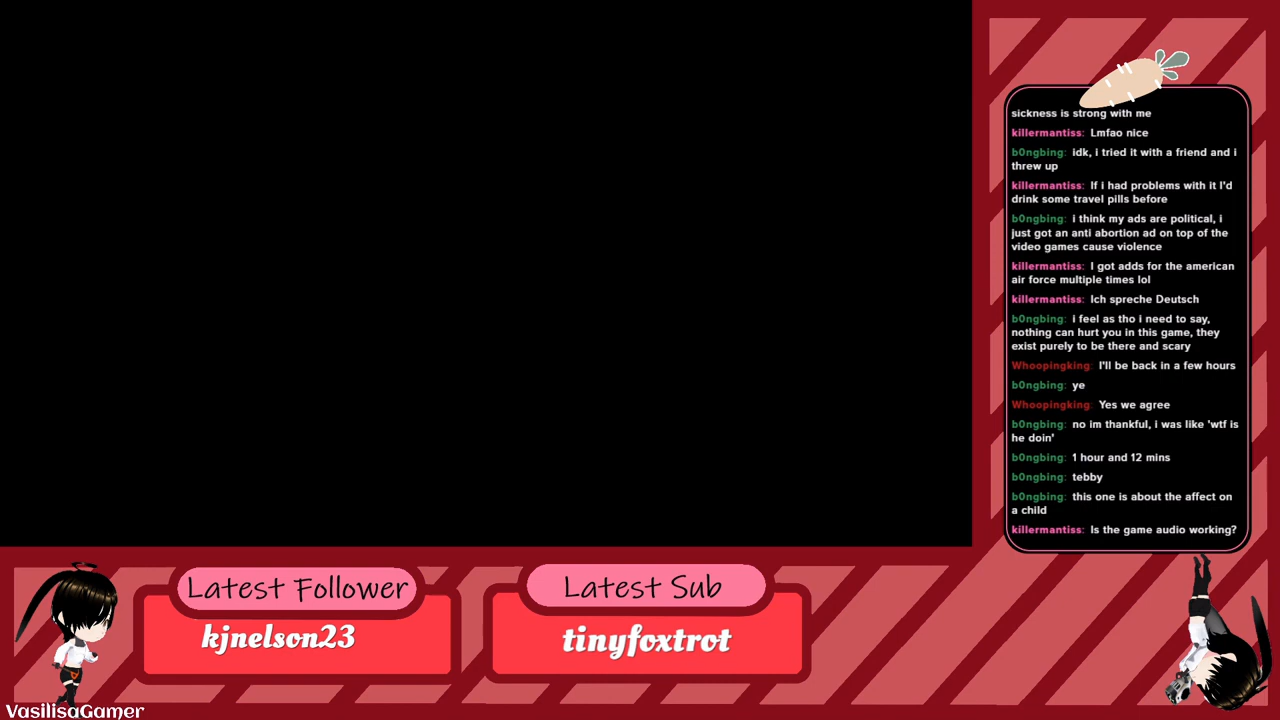 sickness is strong with me
killermantiss: Lmfao nice
b0ngbing: idk, i tried it with a friend and i
threw up
killermantiss: If i had problems with it I'd
drink some travel pills before
b0ngbing: i think my ads are political, i
just got an anti abortion ad on top of the
video games cause violence
killermantiss: I got adds for the american
air force multiple times lol
killermantiss: Ich spreche Deutsch
b0ngbing: i feel as tho i need to say,
nothing can hurt you in this game, they
exist purely to be there and scary
Whoopingking: I'll be back in a few hours
b0ngbing: ye
Whoopingking: Yes we agree
b0ngbing: no im thankful, i was like 'wtf is
he doin'
b0ngbing: 1 hour and 12 mins
b0ngbing: tebby
b0ngbing: this one is about the affect on
a child
killermantiss: Is the game audio working?
Latest Follower
kjnelson23
Latest Sub
tinyfoxtrot
VasilisaGamer